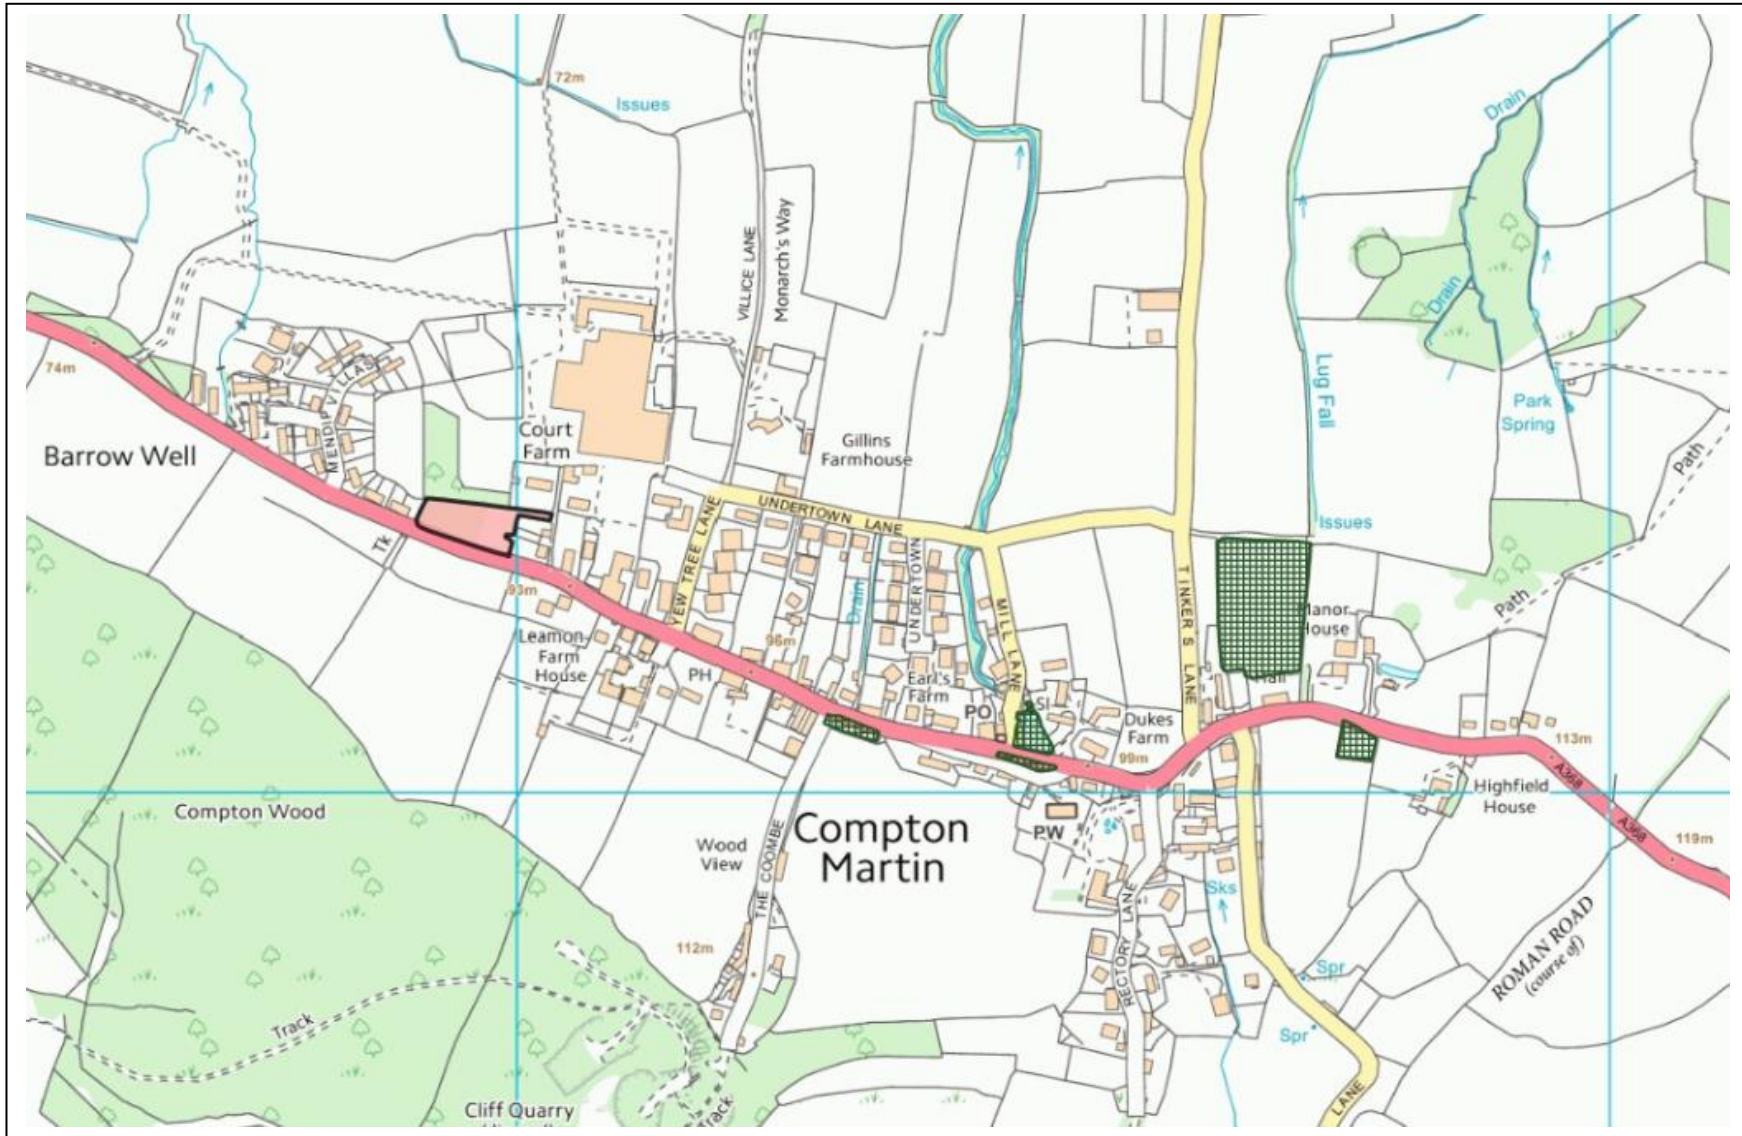 72m
Issues
Drain
VILLICE LANE
Monarch's Way
Drain
74m
Lug Fall
Park
Spring
Path
MENDIP VILLAS
Barrow Well
Court
Farm
Gillins
Farmhouse
UNDERTOWN LANE
YEW TREE LANE
Issues
Tk
93m
Drain
UNDERTOWN
MILL LANE
TINKER'S LANE
Manor
House
Path
Leamon
Farm
House
96m
PH
Earl's
Farm
PO
Hall
Dukes
Farm
99m
113m
A368
Highfield
House
A368
119m
Compton Wood
Wood
View
THE COOMBE
Compton
Martin
PW
Sks
RECTORY LANE
112m
ROMAN ROAD
(course of)
Spr
Spr
Track
Cliff Quarry
Track
LANE